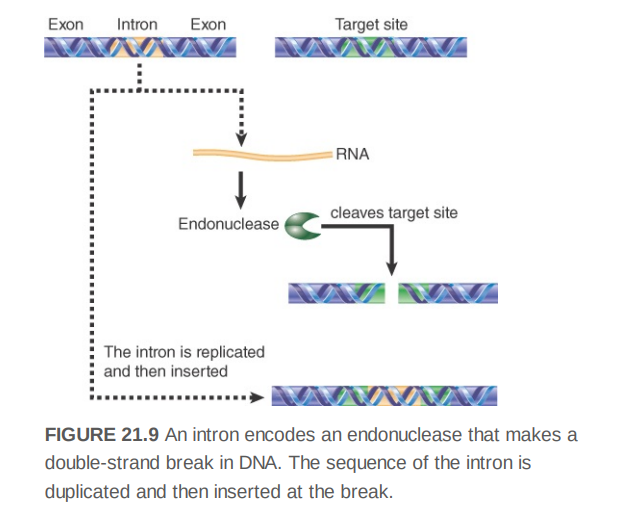 Exon Intron Exon Target site
RNA
Endonuclease
cleaves target site
The intron is replicated
and then inserted
FIGURE 21.9 An intron encodes an endonuclease that makes a
double-strand break in DNA. The sequence of the intron is
duplicated and then inserted at the break.